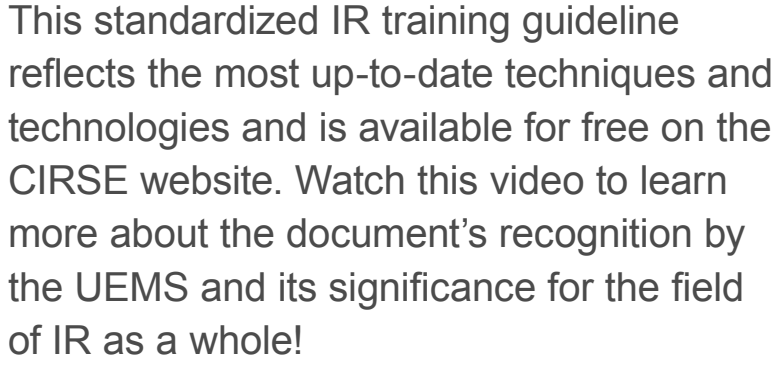 This standardized IR training guideline
reflects the most up-to-date techniques and
technologies and is available for free on the
CIRSE website. Watch this video to learn
more about the document’s recognition by
the UEMS and its significance for the field
of IR as a whole!